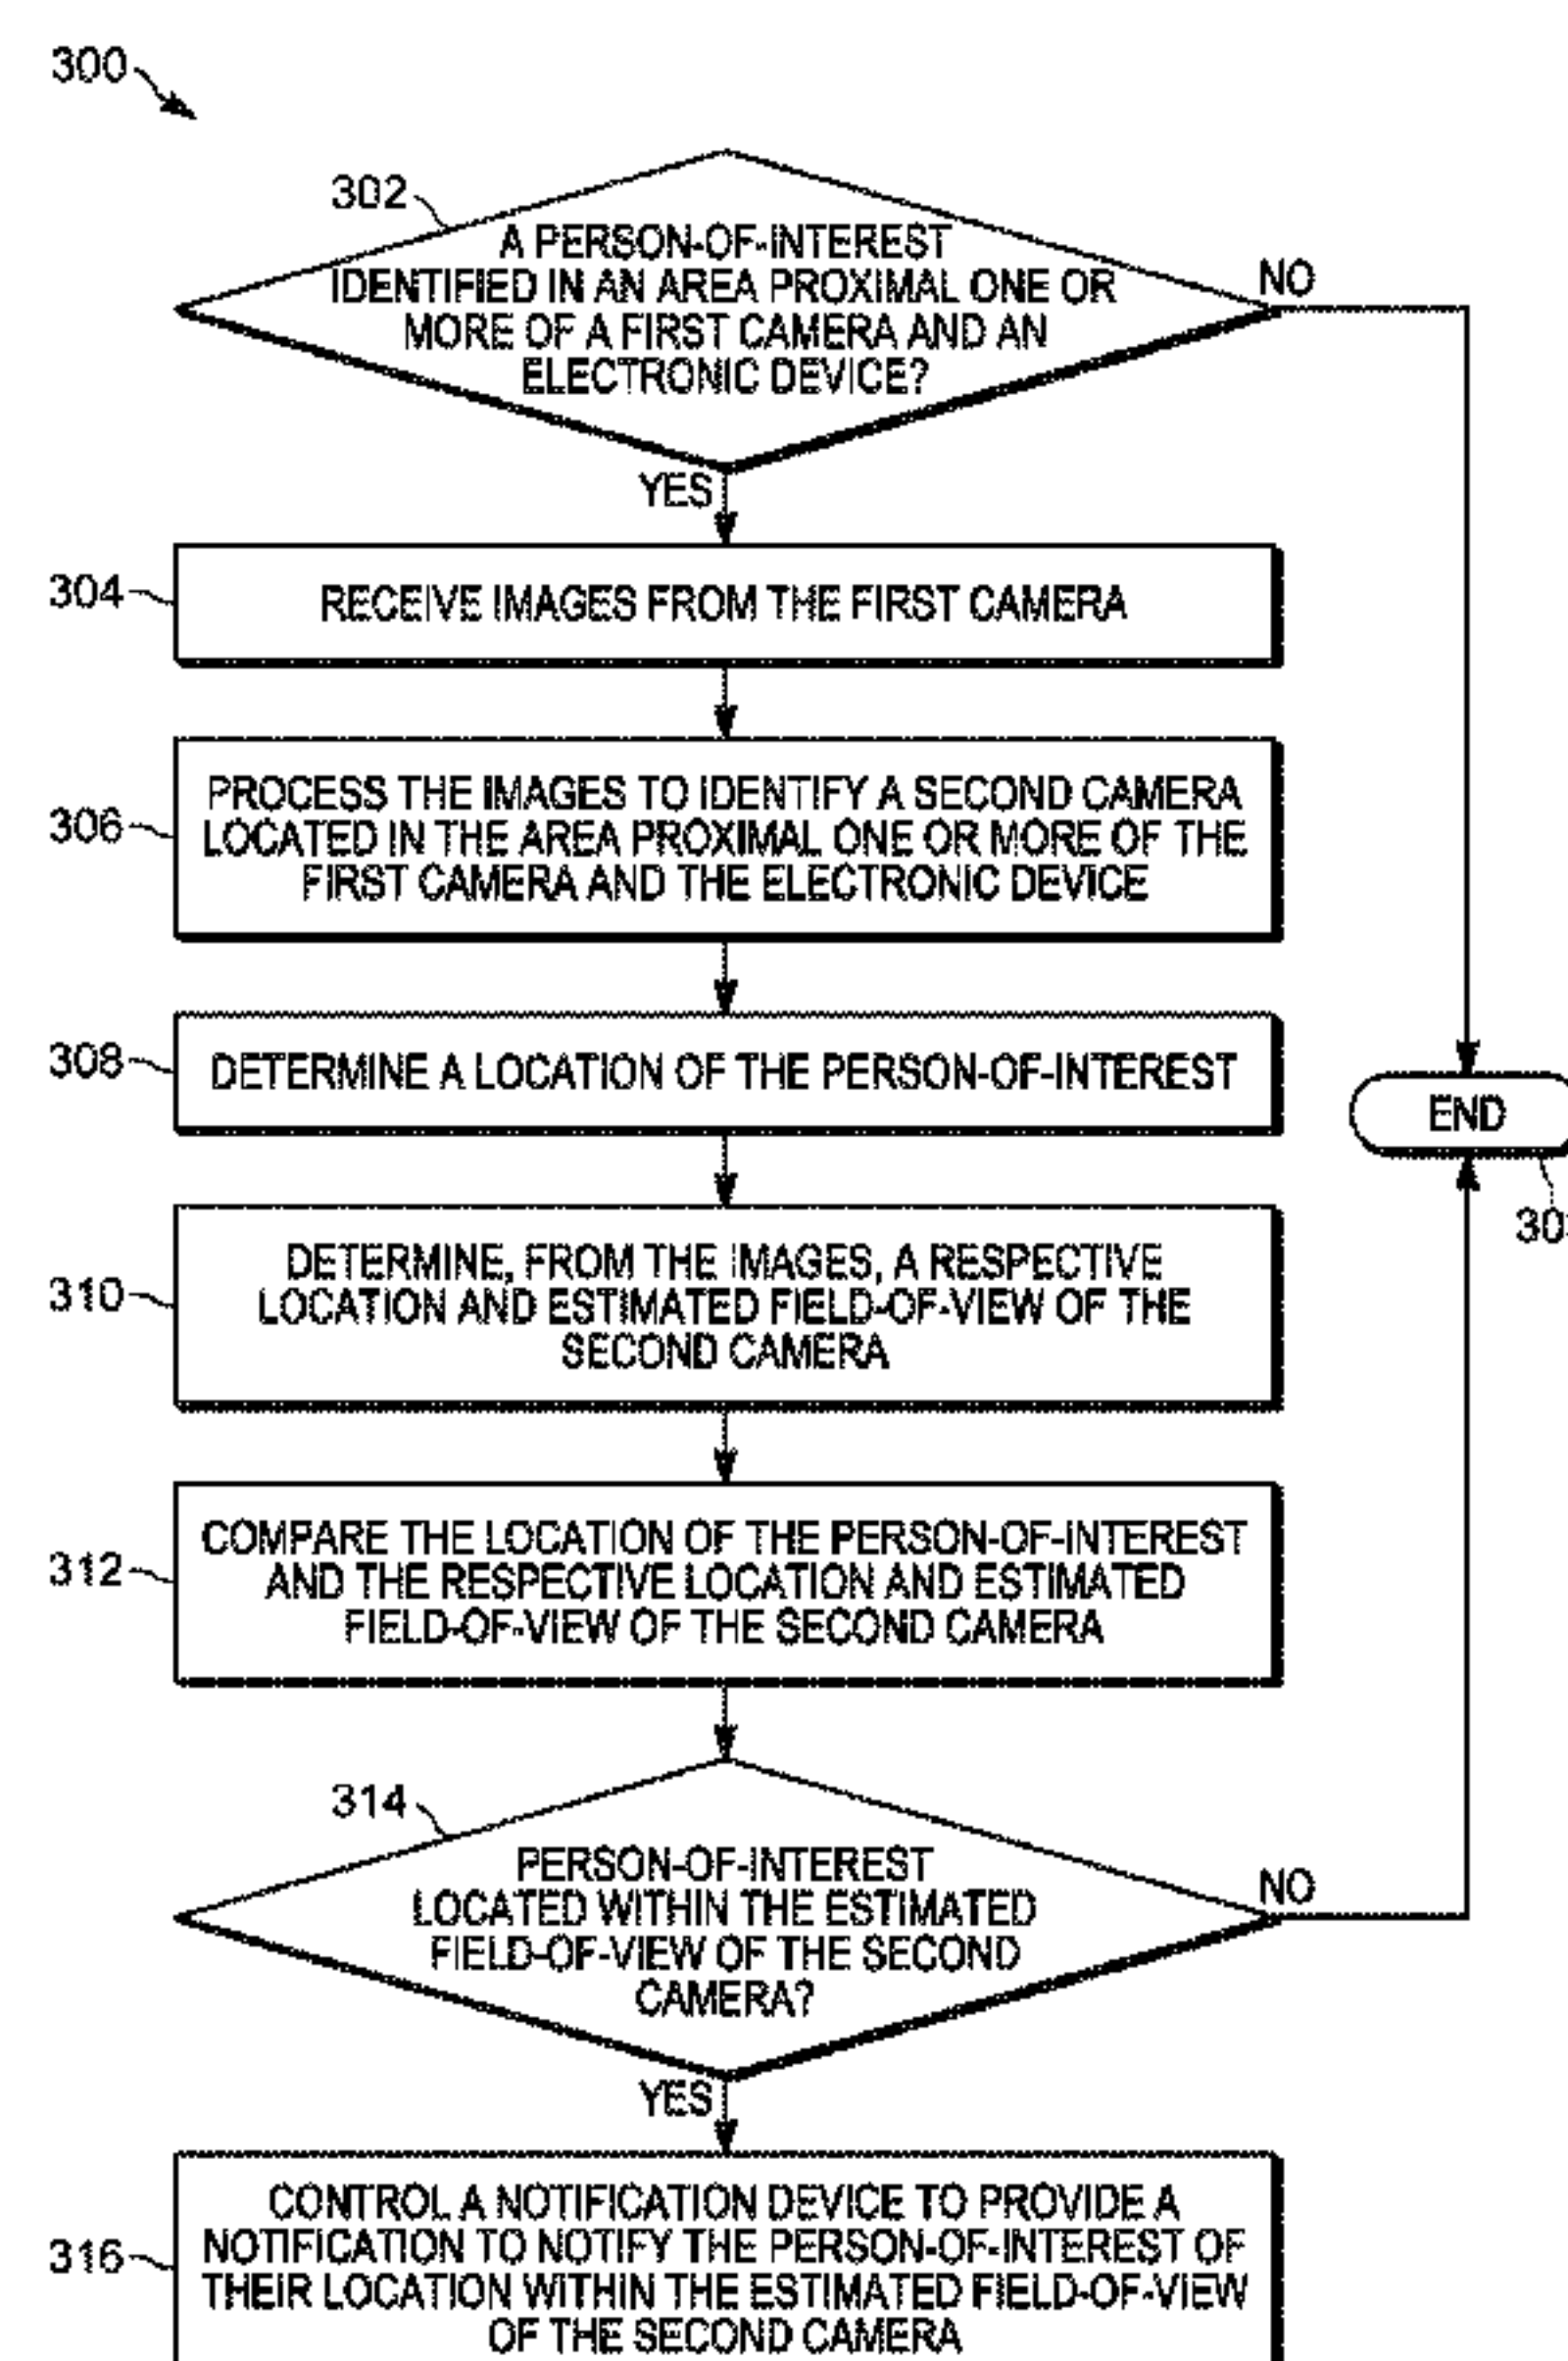 300
302
A PERSON-OF-INTEREST
IDENTIFIED IN AN AREA PROXIMAL ONE OR
MORE OF A FIRST CAMERA AND AN
ELECTRONIC DEVICE?
NO
YES
304
RECEIVE IMAGES FROM THE FIRST CAMERA
306
PROCESS THE IMAGES TO IDENTIFY A SECOND CAMERA
LOCATED IN THE AREA PROXIMAL ONE OR MORE OF THE
FIRST CAMERA AND THE ELECTRONIC DEVICE
308
DETERMINE A LOCATION OF THE PERSON-OF-INTEREST
END
310
DETERMINE, FROM THE IMAGES, A RESPECTIVE
LOCATION AND ESTIMATED FIELD-OF-VIEW OF THE
SECOND CAMERA
312
COMPARE THE LOCATION OF THE PERSON-OF-INTEREST
AND THE RESPECTIVE LOCATION AND ESTIMATED
FIELD-OF-VIEW OF THE SECOND CAMERA
314
PERSON-OF-INTEREST
LOCATED WITHIN THE ESTIMATED
FIELD-OF-VIEW OF THE SECOND
CAMERA?
NO
YES
316
CONTROL A NOTIFICATION DEVICE TO PROVIDE A
NOTIFICATION TO NOTIFY THE PERSON-OF-INTEREST OF
THEIR LOCATION WITHIN THE ESTIMATED FIELD-OF-VIEW
OF THE SECOND CAMERA